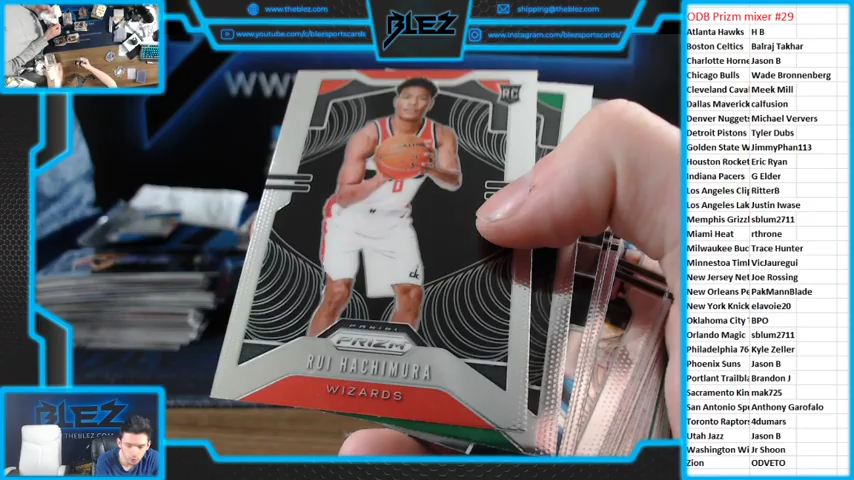 www.theblez.com
shipping@theblez.com
BLEZ
www.youtube.com/c/blezsportscards/
www.instagram.com/blezsportscards/
WW
RC
PANINI
PRIZM
RUI HACHIMURA
WIZARDS
BLEZ
WW.THEBLEZ.COM
ODB Prizm mixer #29
Atlanta Hawks H B
Boston Celtics Balraj Takhar
Charlotte Horne Jason B
Chicago Bulls Wade Bronnenberg
Cleveland Caval Meek Mill
Dallas Maverick calfusion
Denver Nuggets Michael Ververs
Detroit Pistons Tyler Dubs
Golden State W JimmyPhan113
Houston Rocket Eric Ryan
Indiana Pacers G Elder
Los Angeles Clip RitterB
Los Angeles Lak Justin Iwase
Memphis Grizzl sblum2711
Miami Heat rthrone
Milwaukee Buc Trace Hunter
Minnestoa Timl VicJauregui
New Jersey Net Joe Rossing
New Orleans Pe PakMannBlade
New York Knick elavoie20
Oklahoma City BPO
Orlando Magic sblum2711
Philadelphia 76 Kyle Zeller
Phoenix Suns Jason B
Portlant Trailbla Brandon J
Sacramento Kin mak725
San Antonio Spu Anthony Garofalo
Toronto Raptors 4dumars
Utah Jazz Jason B
Washington Wi Jr Shoon
Zion ODVETO